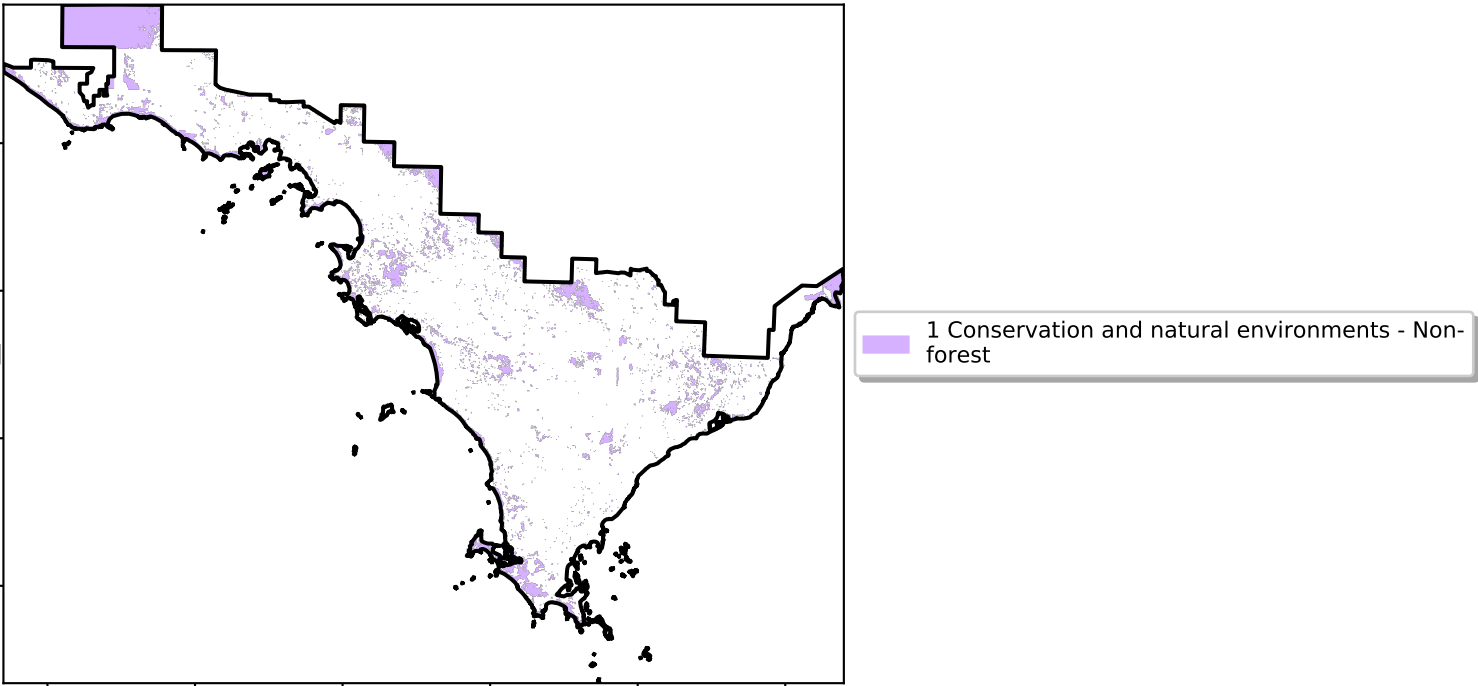 1 Conservation and natural environments - Non-
forest